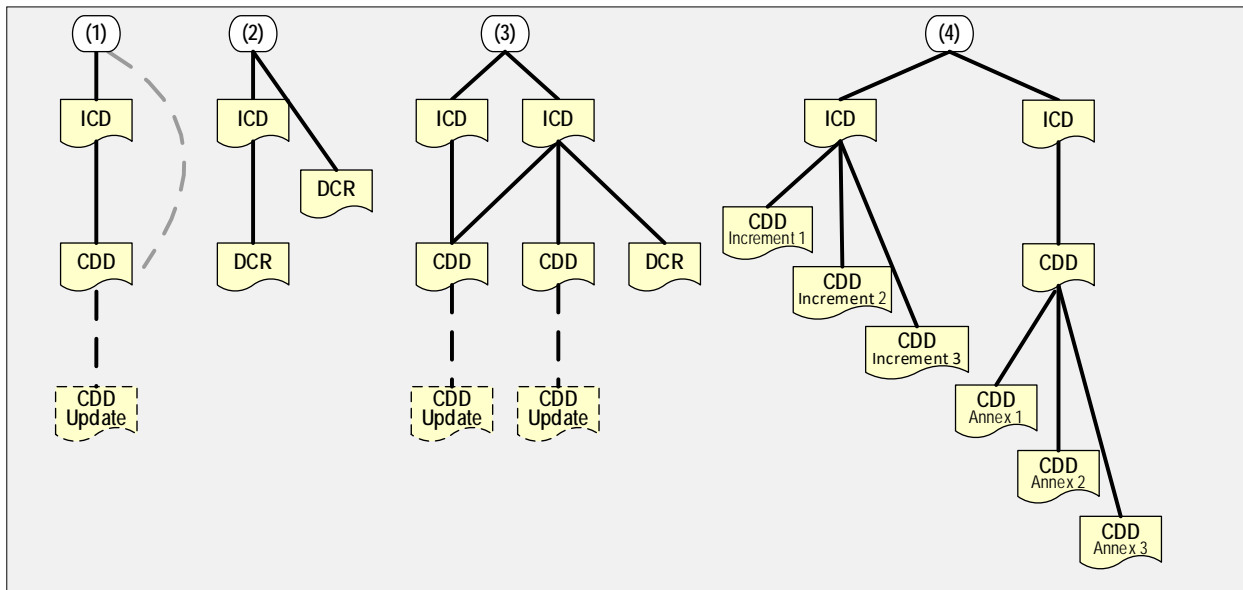 (1)
(2)
(3)
(4)
ICD
ICD
ICD
ICD
ICD
ICD
DCR
CDD
Increment 1
CDD
DCR
CDD
CDD
DCR
CDD
Increment 2
CDD
CDD
Increment 3
CDD
Update
CDD
Update
CDD
Update
CDD
Annex 1
CDD
Annex 2
CDD
Annex 3